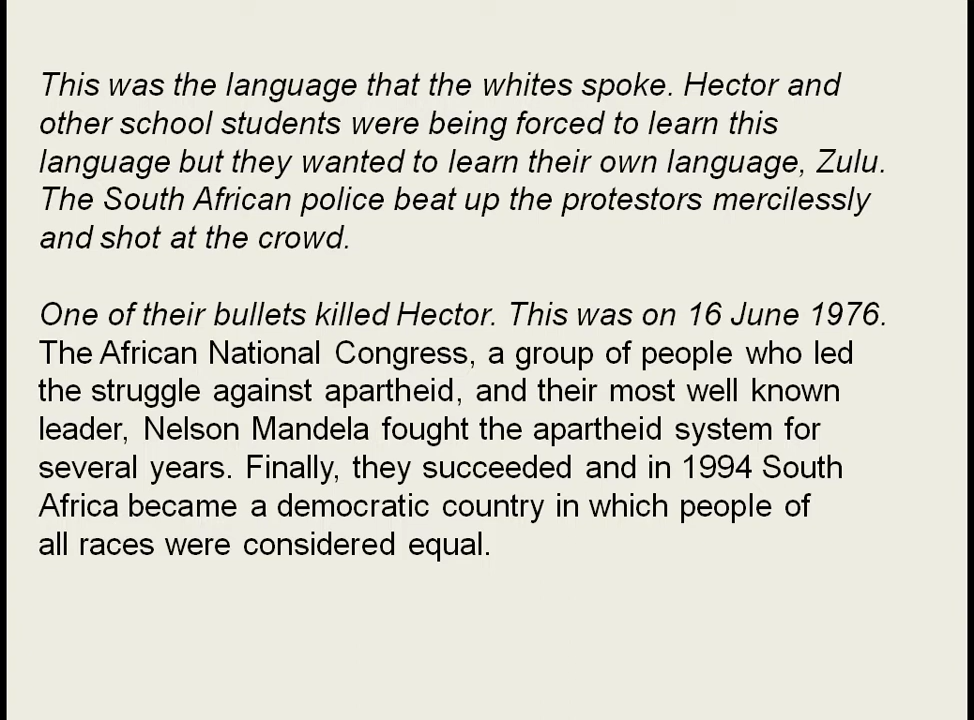 This was the language that the whites spoke. Hector and
other school students were being forced to learn this
language but they wanted to learn their own language, Zulu.
The South African police beat up the protestors mercilessly
and shot at the crowd.
One of their bullets killed Hector. This was on 16 June 1976.
The African National Congress, a group of people who led
the struggle against apartheid, and their most well known
leader, Nelson Mandela fought the apartheid system for
several years. Finally, they succeeded and in 1994 South
Africa became a democratic country in which people of
all races were considered equal.